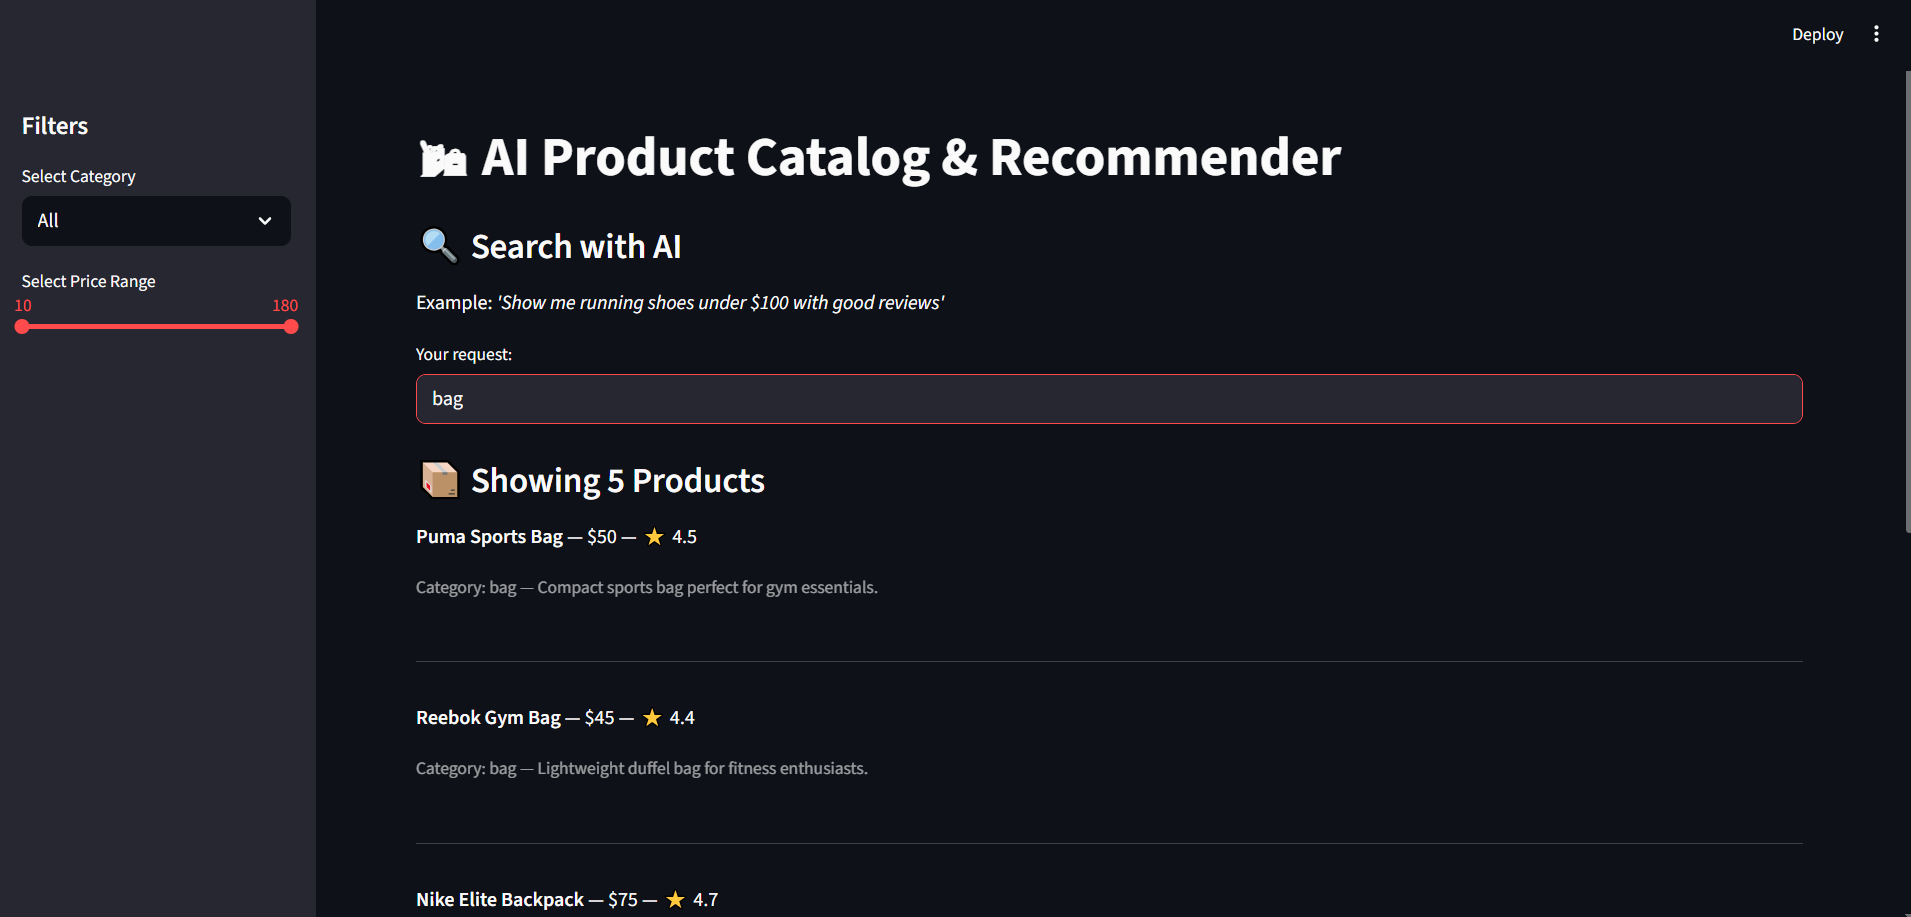 Deploy
Filters
Select Category
All
Select Price Range
10 180
AI Product Catalog & Recommender
Search with AI
Example: 'Show me running shoes under $100 with good reviews'
Your request:
bag
Showing 5 Products
Puma Sports Bag — $50 — ⭐ 4.5
Category: bag — Compact sports bag perfect for gym essentials.
Reebok Gym Bag — $45 — ⭐ 4.4
Category: bag — Lightweight duffel bag for fitness enthusiasts.
Nike Elite Backpack — $75 — ⭐ 4.7